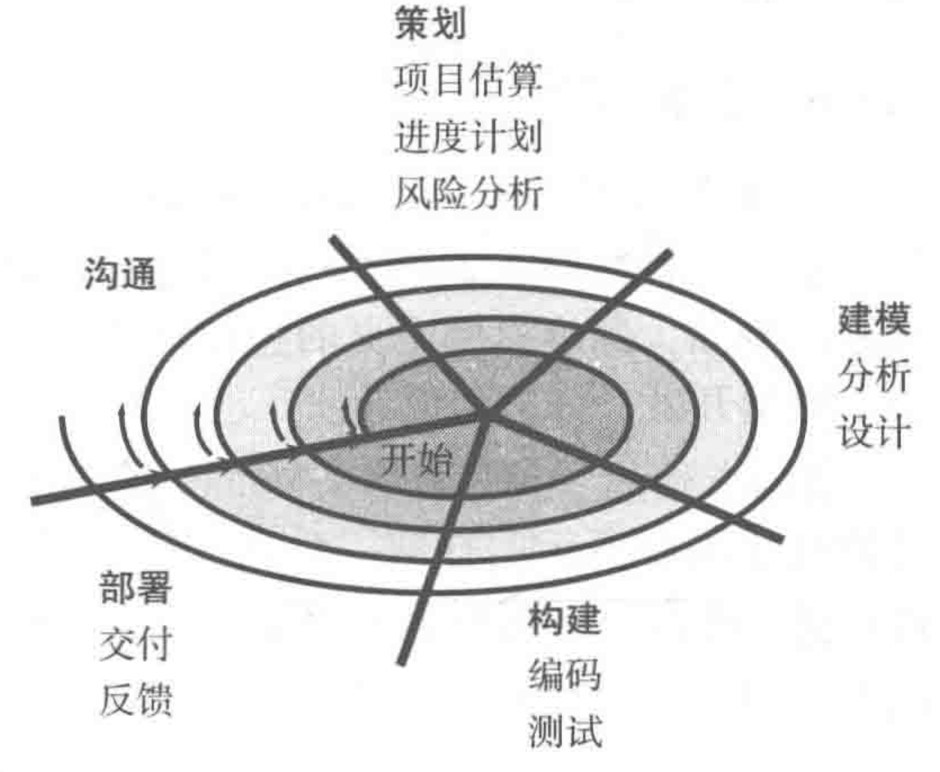 策划
项目估算
进度计划
风险分析
沟通
建模
分析
设计
开始
部署
交付
反馈
构建
编码
测试